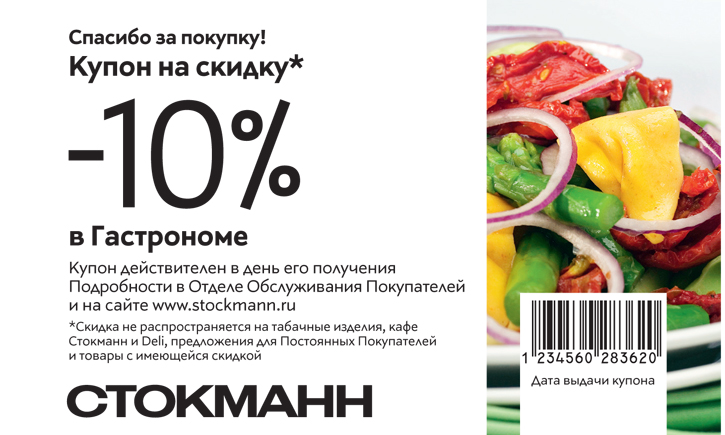 Спасибо за покупку!
Купон на скидку*
-10%
в Гастрономе
Купон действителен в день его получения
Подробности в Отделе Обслуживания Покупателей
и на сайте www.stockmann.ru
*Скидка не распространяется на табачные изделия, кафе
Стокманн и Deli, предложения для Постоянных Покупателей
и товары с имеющейся скидкой
СТОКМАНН
1 234560 283620
Дата выдачи купона